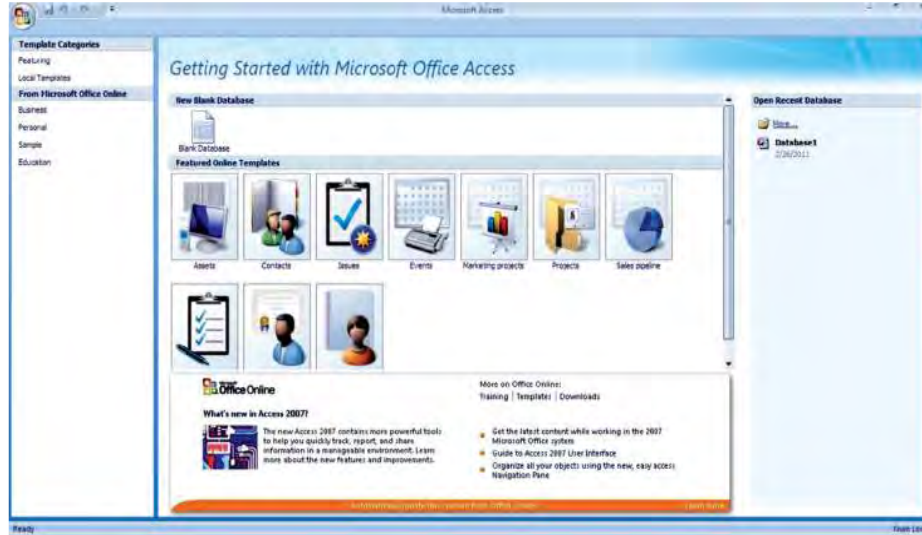 Microsoft Access
Template Categories
Featuring
Local Templates
From Microsoft Office Online
Business
Personal
Sample
Education
Getting Started with Microsoft Office Access
New Blank Database
Blank Database
Featured Online Templates
Assets
Contacts
Issues
Events
Marketing projects
Projects
Sales pipeline
Office Online
What's new in Access 2007?
The new Access 2007 contains more powerful tools
to help you quickly track, report, and share
information in a manageable environment. Learn
more about the new features and improvements.
More on Office Online:
Training | Templates | Downloads
Get the latest content while working in the 2007
Microsoft Office system
Guide to Access 2007 User Interface
Organize all your objects using the new, easy access
Navigation Pane
Open Recent Database
More...
Database1
2/26/2011
Ready